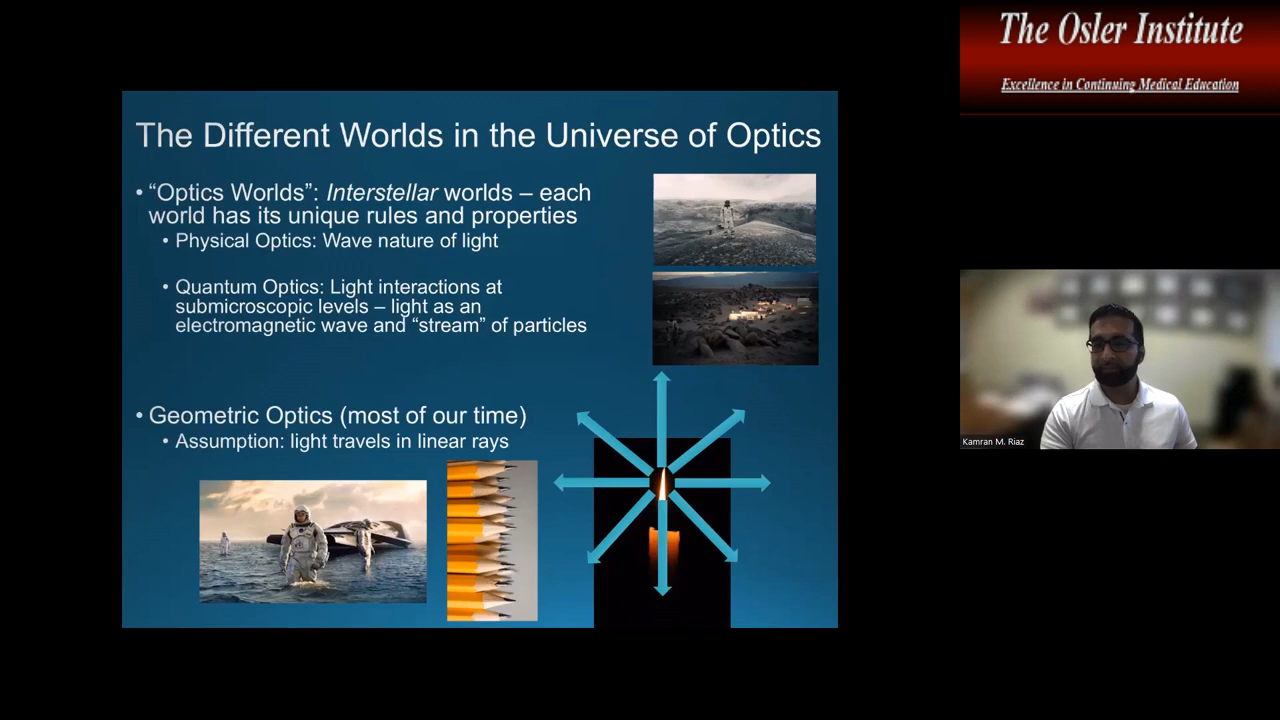 The Osler Institute
Excellence in Continuing Medical Education
The Different Worlds in the Universe of Optics
• “Optics Worlds”: Interstellar worlds – each
world has its unique rules and properties
• Physical Optics: Wave nature of light
• Quantum Optics: Light interactions at
submicroscopic levels – light as an
electromagnetic wave and “stream” of particles
• Geometric Optics (most of our time)
• Assumption: light travels in linear rays
Kamran M. Riaz